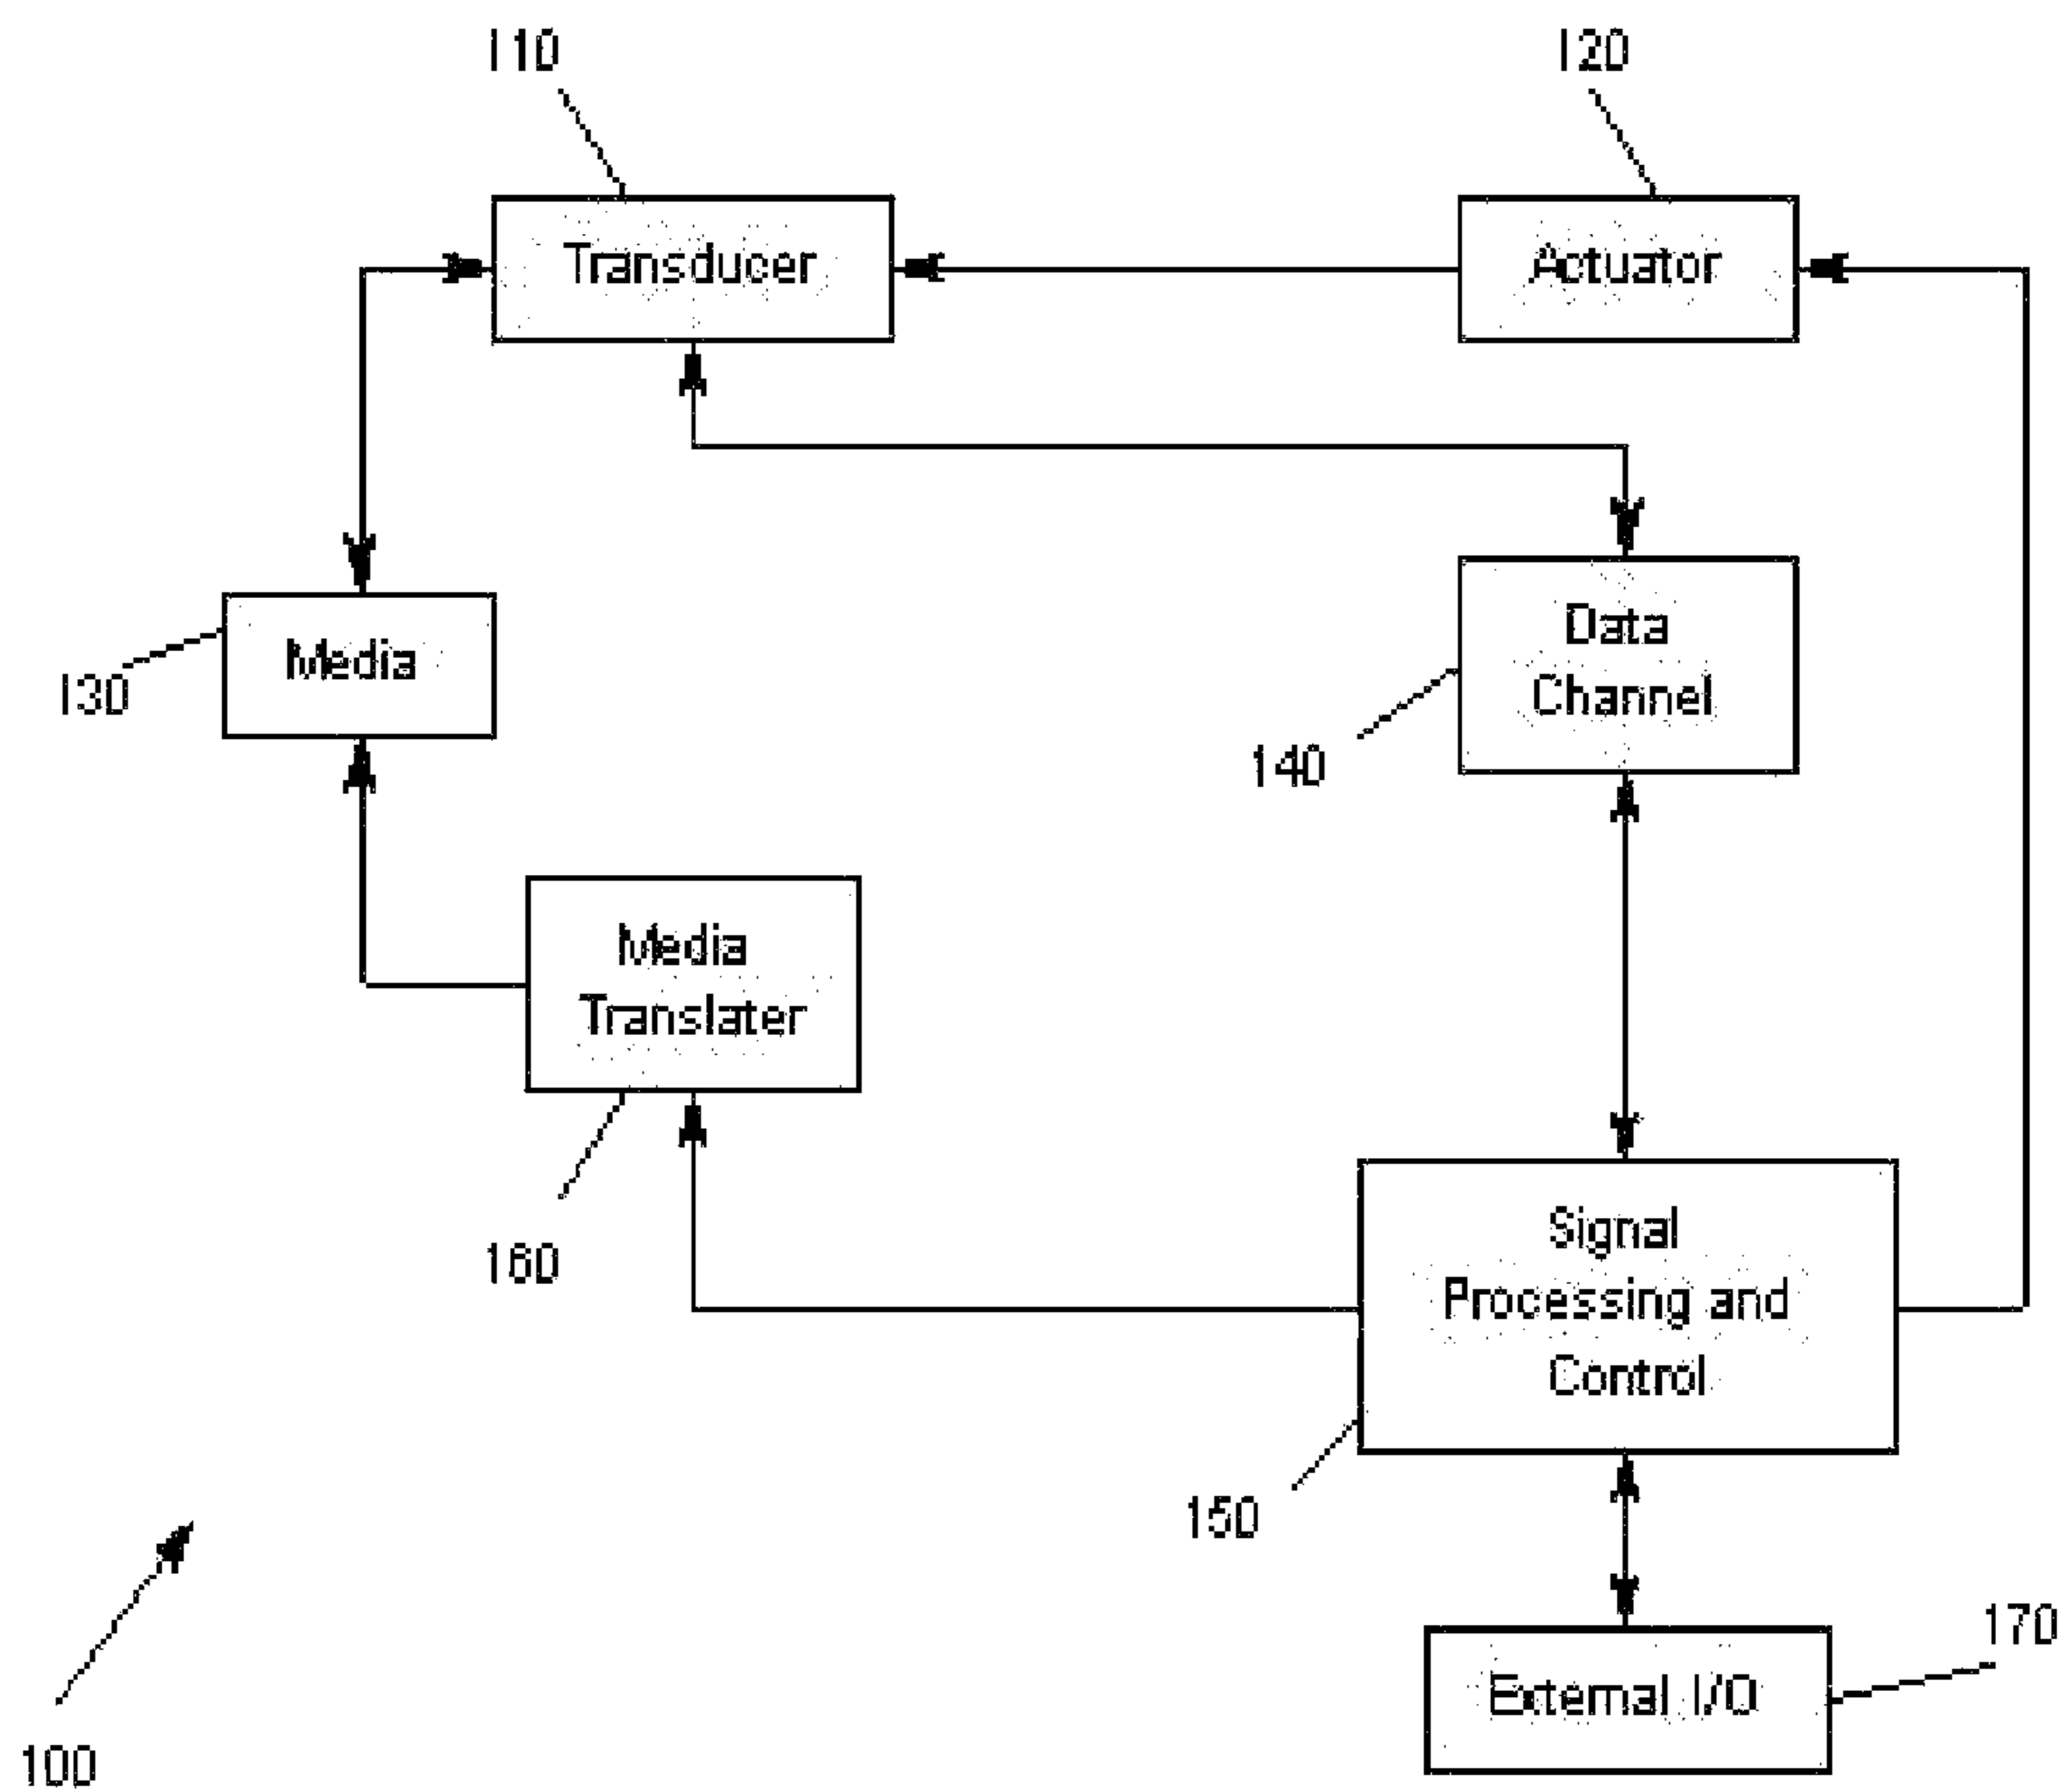 110
120
Transducer
Actuator
Media
130
Data
Channel
140
Media
Translater
160
Signal
Processing and
Control
150
170
External I/O
100